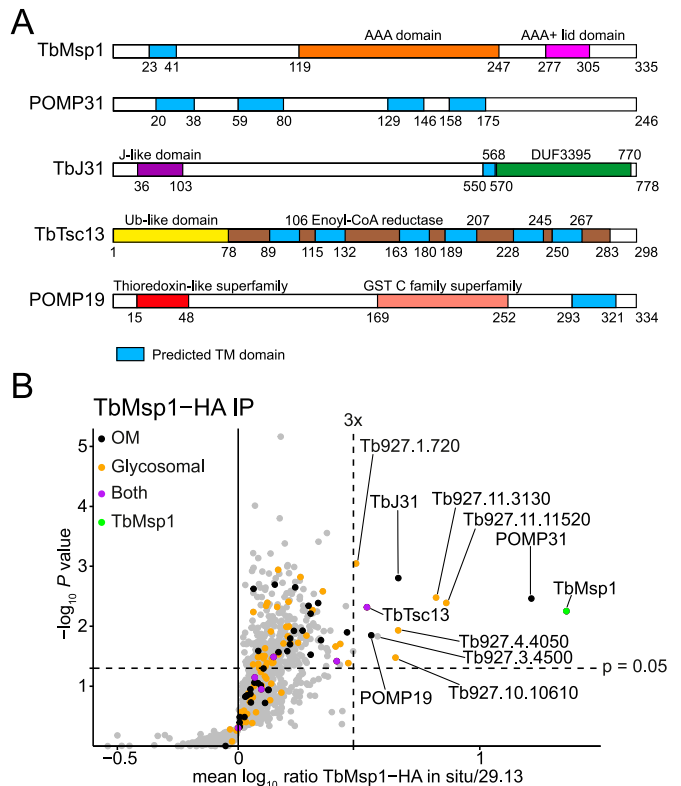 A
TbMsp1
AAA domain
AAA+ lid domain
23 41 119 247 277 305 335
POMP31
20 38 59 80 129 146 158 175 246
TbJ31
J-like domain 568 DUF3395 770
36 103 550 570 778
TbTsc13
Ub-like domain 106 Enoyl-CoA reductase 207 245 267
1 78 89 115 132 163 180 189 228 250 283 298
POMP19
Thioredoxin-like superfamily GST C family superfamily
15 48 169 252 293 321 334
Predicted TM domain
B
TbMsp1−HA IP
3x
OM
Glycosomal
Both
TbMsp1
Tb927.1.720
TbJ31
Tb927.11.3130
Tb927.11.11520
POMP31
TbMsp1
TbTsc13
Tb927.4.4050
Tb927.3.4500
POMP19
Tb927.10.10610
p = 0.05
5
4
3
2
1
−log₁₀ P value
−0.5 0 1
mean log₁₀ ratio TbMsp1−HA in situ/29.13